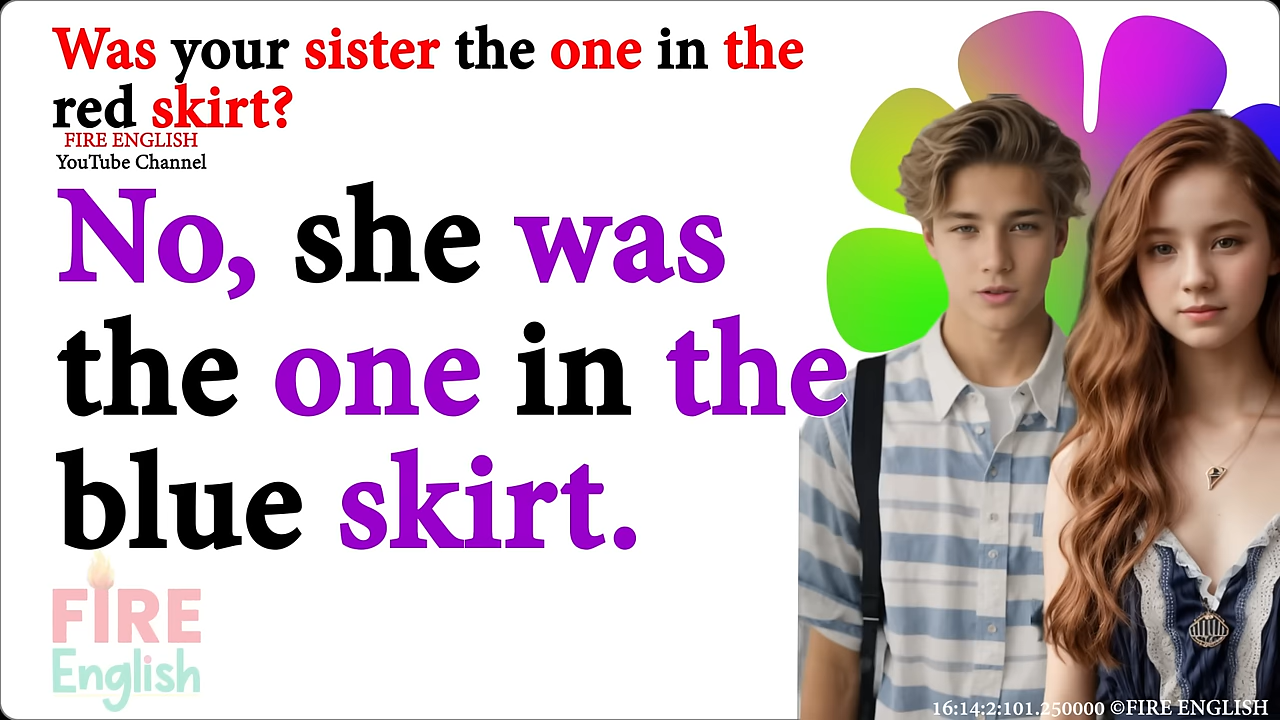 Was your sister the one in the
red skirt?
FIRE ENGLISH
YouTube Channel
No, she was
the one in the
blue skirt.
FIRE
English
16:14:2:101.250000 ©FIRE ENGLISH